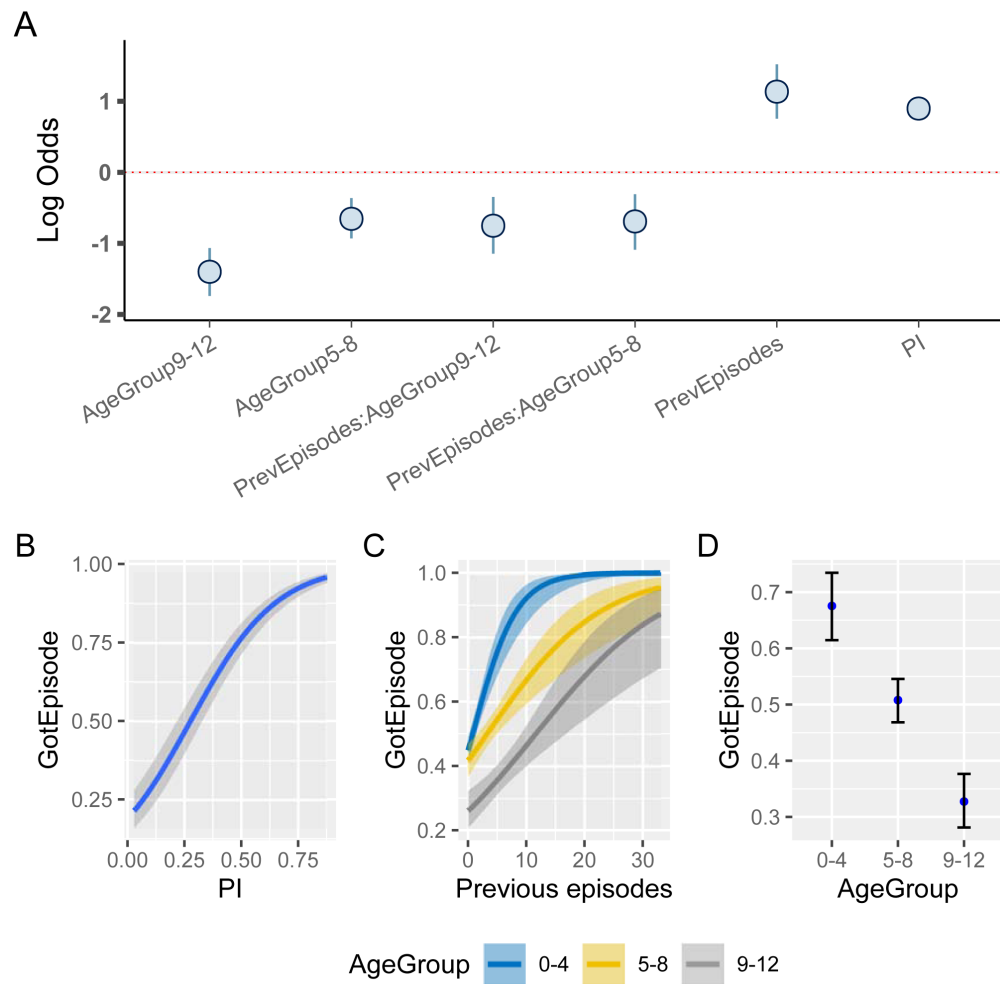 A
Log Odds
1
0
-1
-2
AgeGroup9-12
AgeGroup5-8
PrevEpisodes:AgeGroup9-12
PrevEpisodes:AgeGroup5-8
PrevEpisodes
PI
B
GotEpisode
1.00
0.75
0.50
0.25
0.00 0.25 0.50 0.75
PI
C
GotEpisode
1.0
0.8
0.6
0.4
0.2
0 10 20 30
Previous episodes
D
GotEpisode
0.7
0.6
0.5
0.4
0.3
0-4 5-8 9-12
AgeGroup
AgeGroup 0-4 5-8 9-12